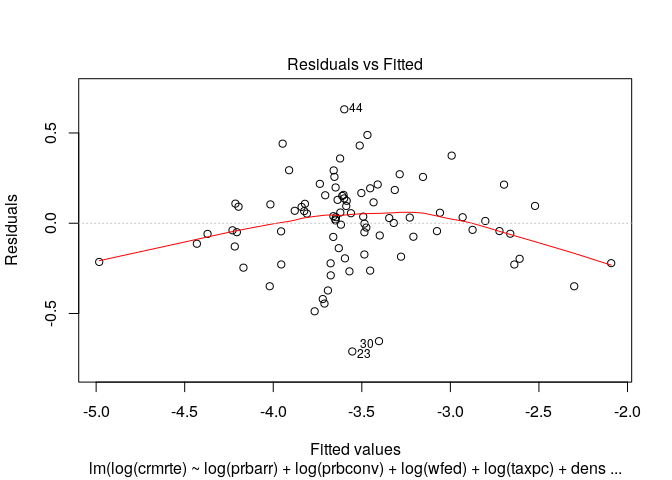 Residuals vs Fitted
44
30
23
0.5
0.0
-0.5
Residuals
-5.0 -4.5 -4.0 -3.5 -3.0 -2.5 -2.0
Fitted values
lm(log(crmrte) ~ log(prbarr) + log(prbconv) + log(wfed) + log(taxpc) + dens ...